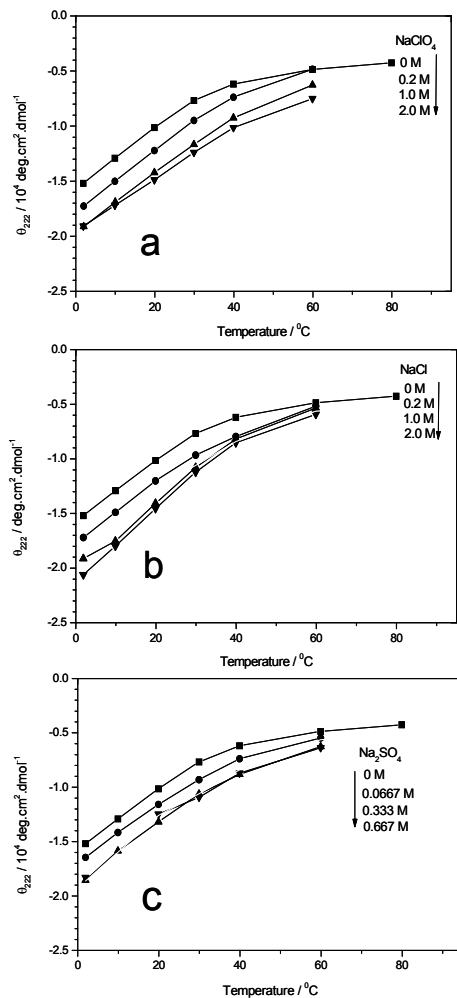 0.0
-0.5
-1.0
-1.5
-2.0
-2.5
θ222 / 10⁴ deg.cm².dmol⁻¹
NaClO₄
0 M
0.2 M
1.0 M
2.0 M
a
0 20 40 60 80
Temperature / ⁰C
0.0
-0.5
-1.0
-1.5
-2.0
-2.5
θ222 / deg.cm².dmol⁻¹
NaCl
0 M
0.2 M
1.0 M
2.0 M
b
0 20 40 60 80
Temperature / ⁰C
0.0
-0.5
-1.0
-1.5
-2.0
-2.5
θ222 / 10⁴ deg.cm².dmol⁻¹
Na₂SO₄
0 M
0.0667 M
0.333 M
0.667 M
c
0 20 40 60 80
Temperature / ⁰C